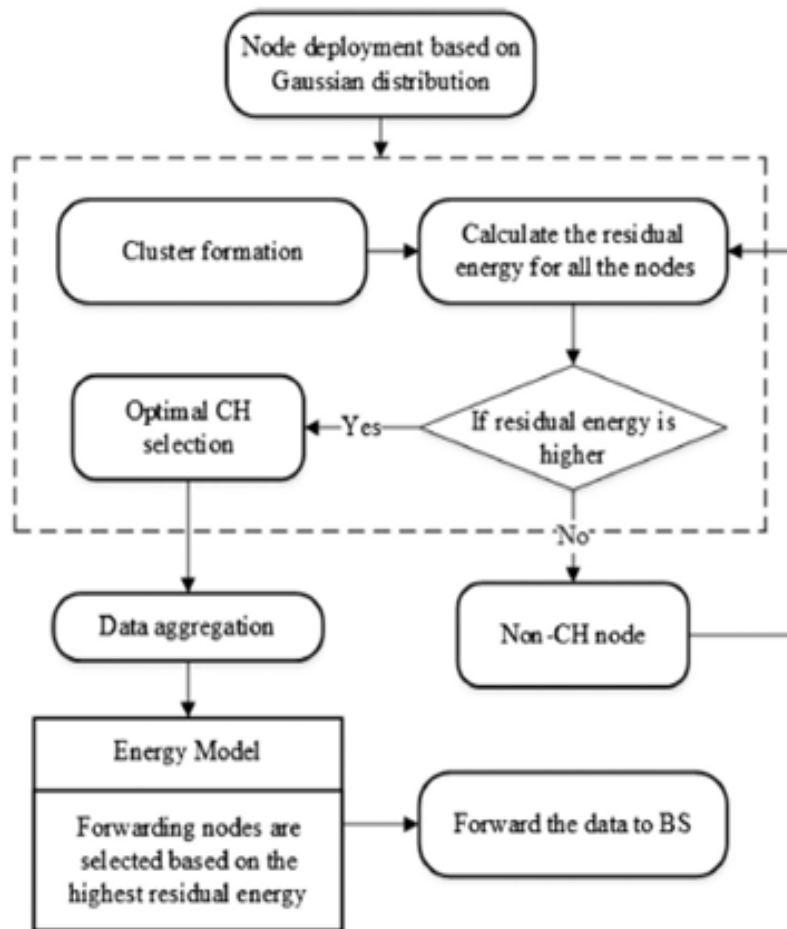 Node deployment based on
Gaussian distribution
Cluster formation
Calculate the residual
energy for all the nodes
Optimal CH
selection
Yes
If residual energy is
higher
No
Data aggregation
Non-CH node
Energy Model
Forwarding nodes are
selected based on the
highest residual energy
Forward the data to BS